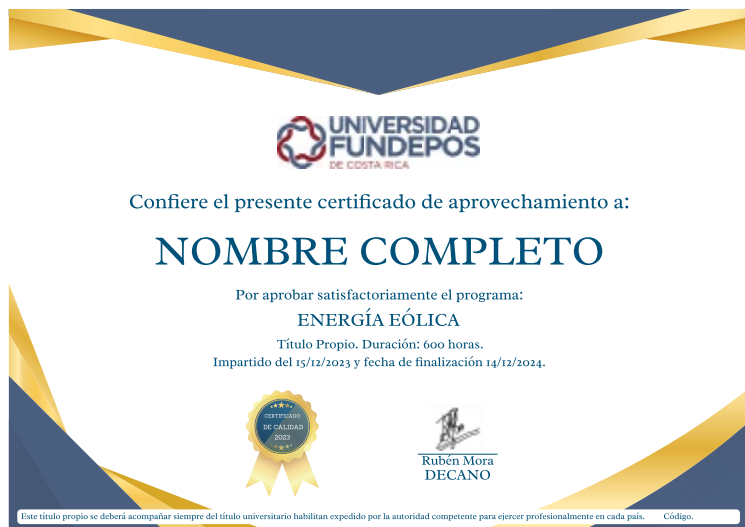 UNIVERSIDAD
FUNDEPOS
DE COSTA RICA
Confiere el presente certificado de aprovechamiento a:
NOMBRE COMPLETO
Por aprobar satisfactoriamente el programa:
ENERGÍA EÓLICA
Título Propio. Duración: 600 horas.
Impartido del 15/12/2023 y fecha de finalización 14/12/2024.
CERTIFICADO
DE CALIDAD
2023
Rubén Mora
DECANO
Este título propio se deberá acompañar siempre del título universitario habilitan expedido por la autoridad competente para ejercer profesionalmente en cada país. Código.